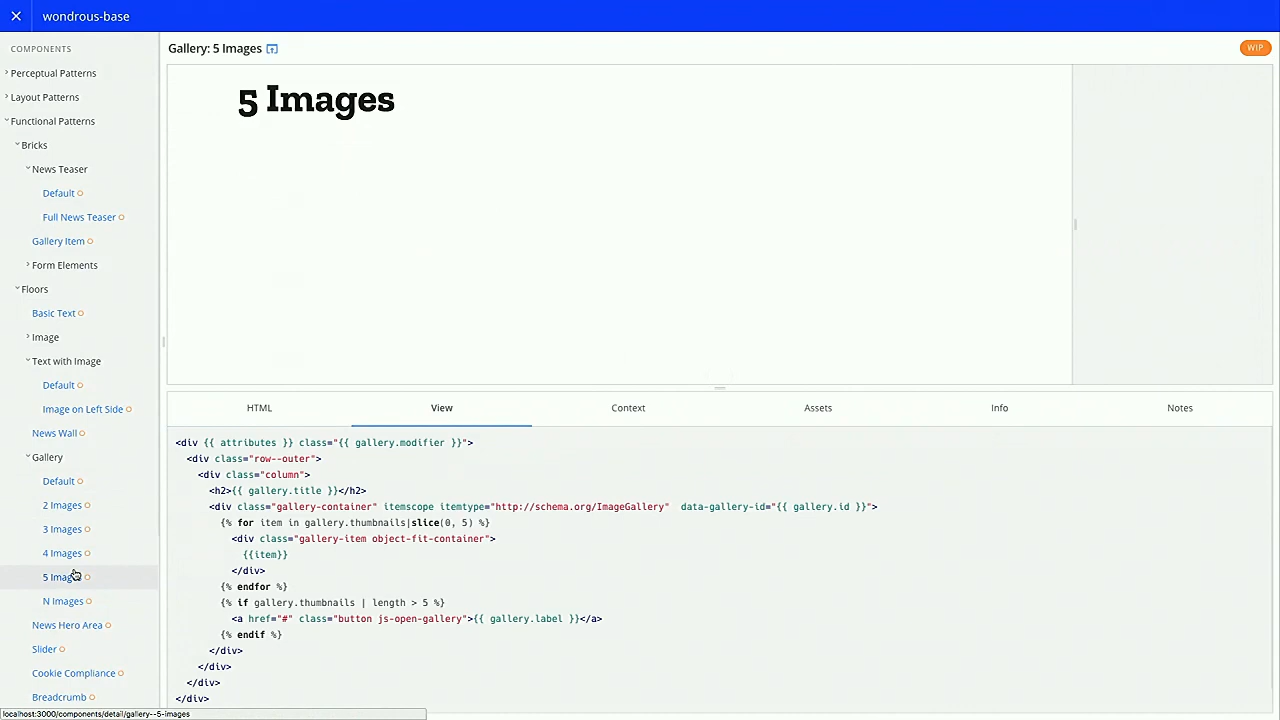 wondrous-base
COMPONENTS
Perceptual Patterns
Layout Patterns
Functional Patterns
Bricks
News Teaser
Default
Full News Teaser
Gallery Item
Form Elements
Floors
Basic Text
Image
Text with Image
Default
Image on Left Side
News Wall
Gallery
Default
2 Images
3 Images
4 Images
5 Images
N Images
News Hero Area
Slider
Cookie Compliance
Breadcrumb
localhost:3000/components/detail/gallery--5-images
Gallery: 5 Images
WIP
5 Images
HTML View Context Assets Info Notes
<div {{ attributes }} class="{{ gallery.modifier }}">
<div class="row--outer">
<div class="column">
<h2>{{ gallery.title }}</h2>
<div class="gallery-container" itemscope itemtype="http://schema.org/ImageGallery"  data-gallery-id="{{ gallery.id }}">
{% for item in gallery.thumbnails|slice(0, 5) %}
<div class="gallery-item object-fit-container">
{{item}}
</div>
{% endfor %}
{% if gallery.thumbnails | length > 5 %}
<a href="#" class="button js-open-gallery">{{ gallery.label }}</a>
{% endif %}
</div>
</div>
</div>
</div>